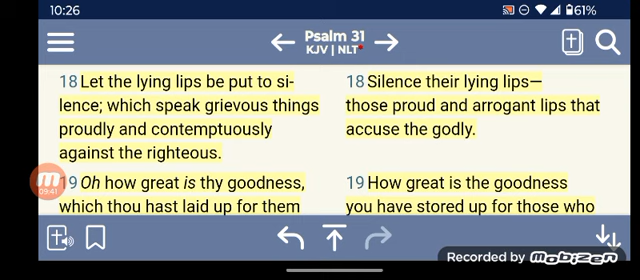 10:26
61%
Psalm 31
KJV | NLT
18 Let the lying lips be put to si-
lence; which speak grievous things
proudly and contemptuously
against the righteous.
19 Oh how great is thy goodness,
which thou hast laid up for them
18 Silence their lying lips—
those proud and arrogant lips that
accuse the godly.
19 How great is the goodness
you have stored up for those who
09:41
Recorded by Mobizen